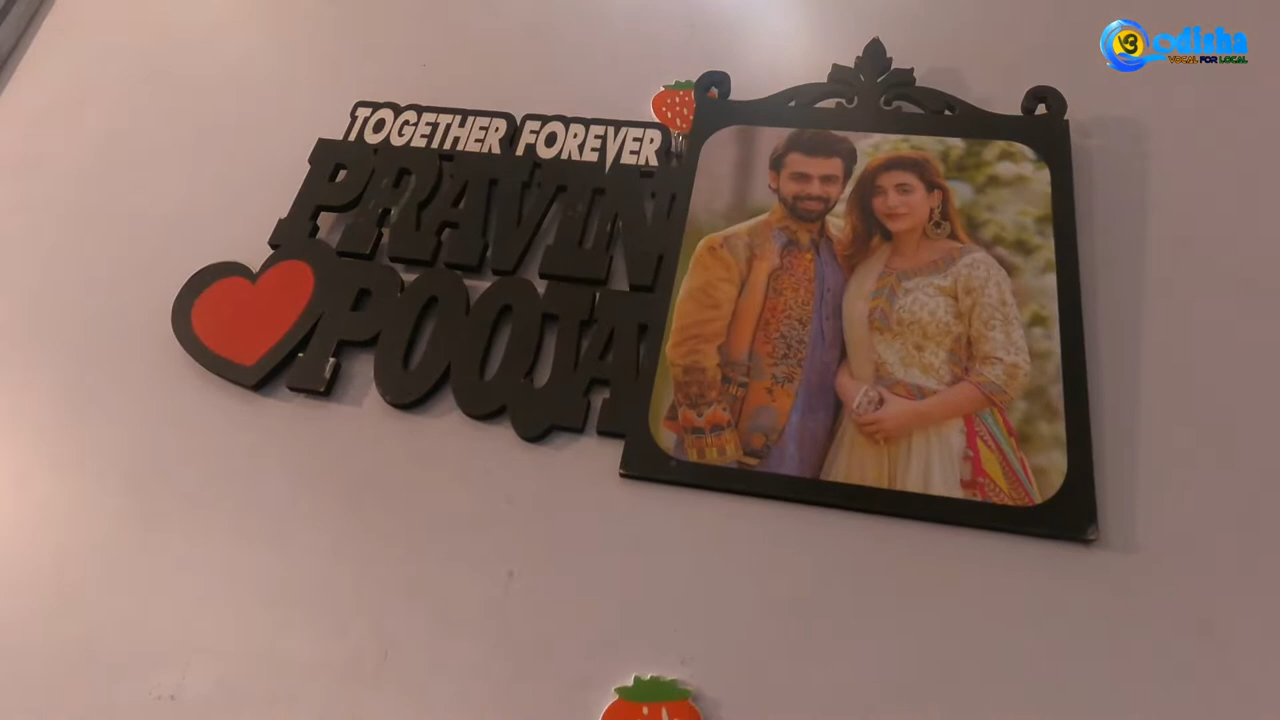 odisha
VOCAL FOR LOCAL
TOGETHER FOREVER
PRAVIN
POOJA